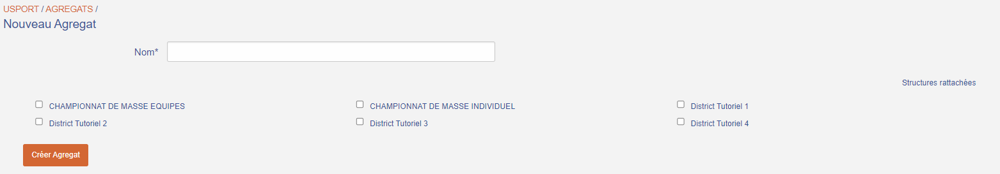 USPORT / AGREGATS /
Nouveau Agregat
Nom*
Structures rattachées
CHAMPIONNAT DE MASSE EQUIPES CHAMPIONNAT DE MASSE INDIVIDUEL District Tutoriel 1
District Tutoriel 2 District Tutoriel 3 District Tutoriel 4
Créer Agregat